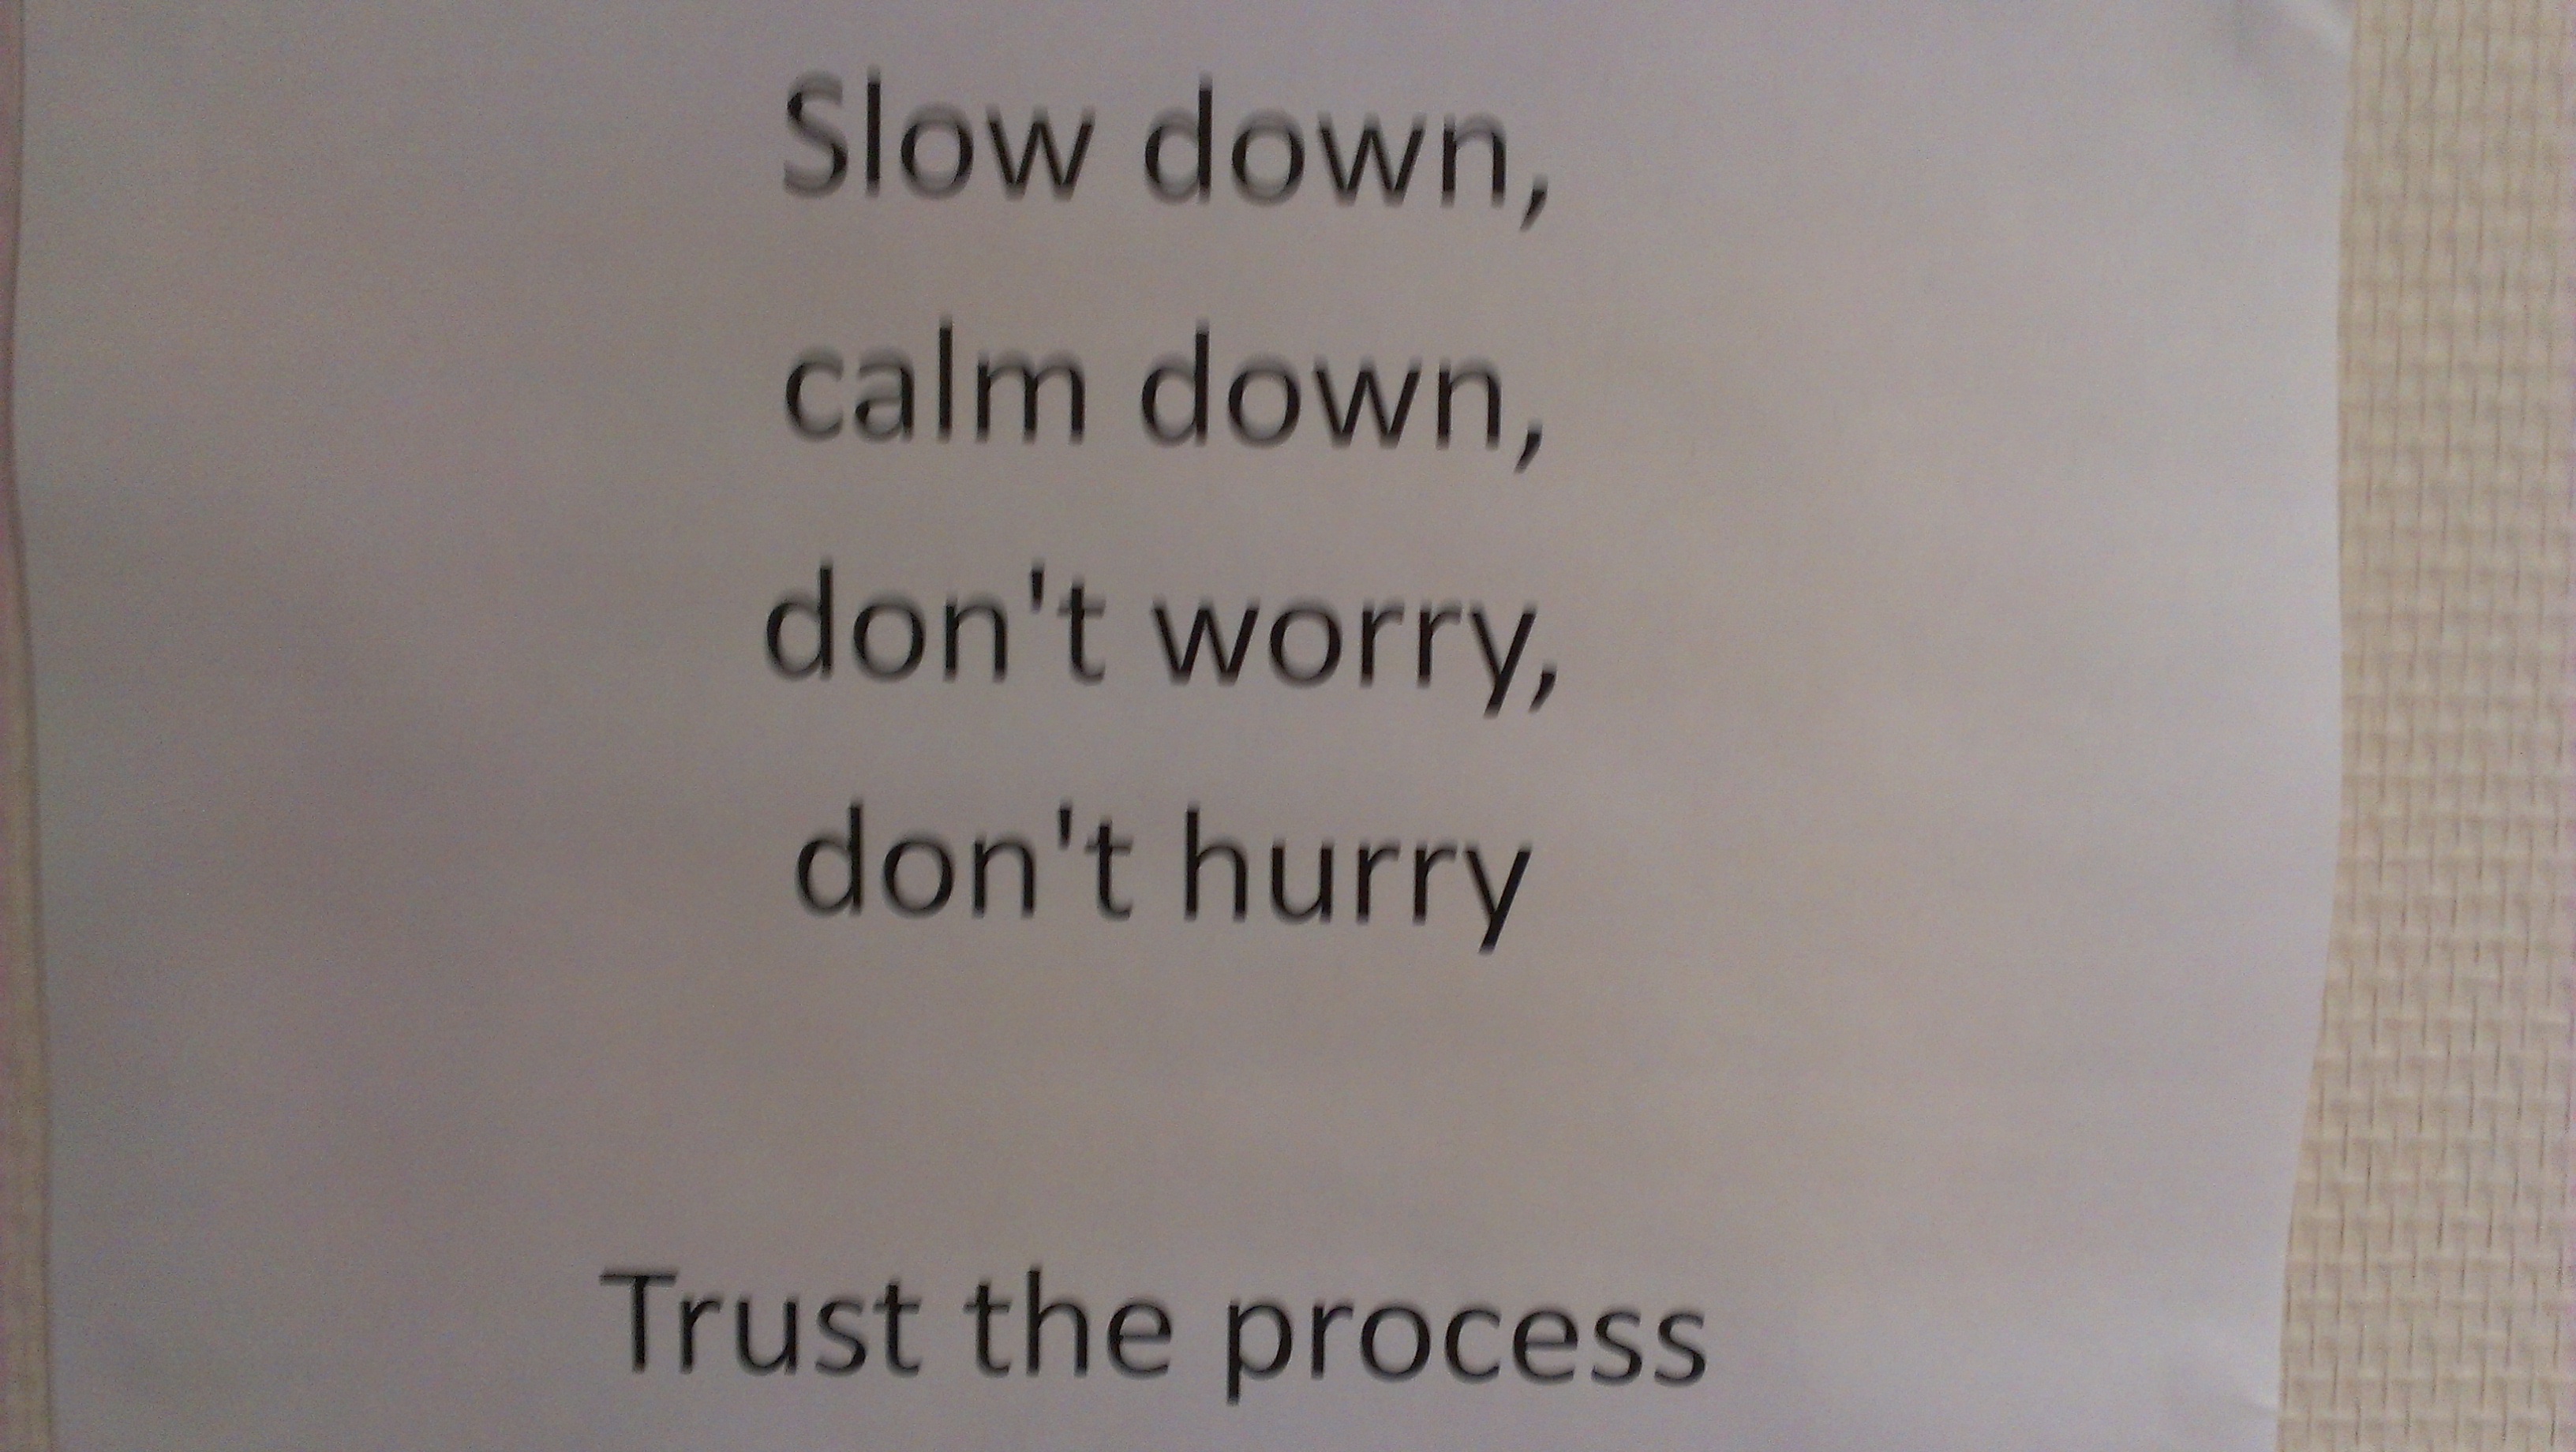 Slow down,
calm down,
don't worry,
don't hurry
Trust the process